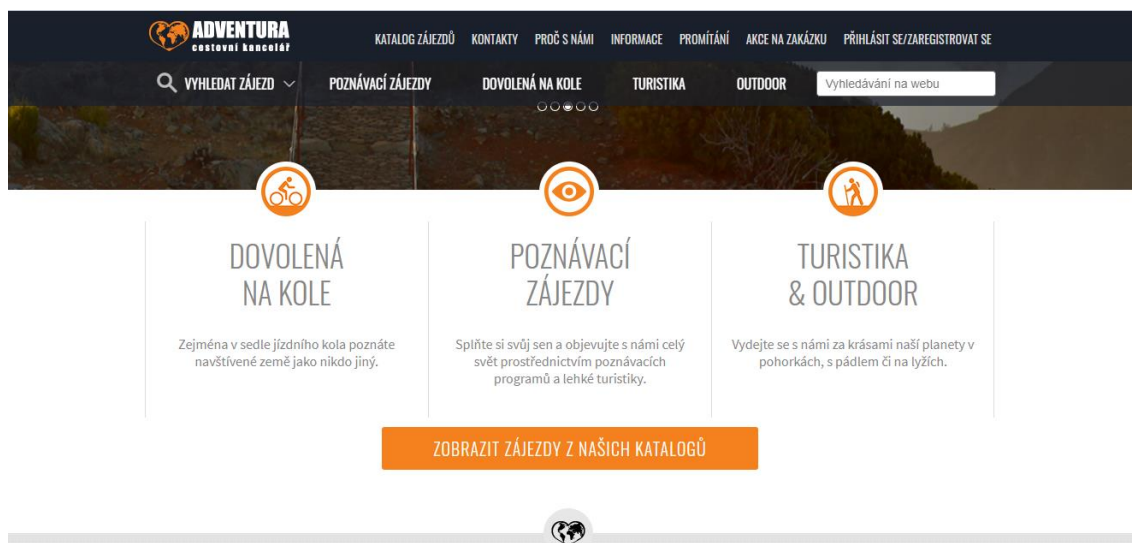 ADVENTURA
cestovní kancelář
KATALOG ZÁJEZDŮ KONTAKTY PROČ S NÁMI INFORMACE PROMÍTÁNÍ AKCE NA ZAKÁZKU PŘIHLÁSIT SE/ZAREGISTROVAT SE
VYHLEDAT ZÁJEZD POZNÁVACÍ ZÁJEZDY DOVOLENÁ NA KOLE TURISTIKA OUTDOOR Vyhledávání na webu
DOVOLENÁ
NA KOLE
Zejména v sedle jízdního kola poznáte
navštívené země jako nikdo jiný.
POZNÁVACÍ
ZÁJEZDY
Splňte si svůj sen a objevujte s námi celý
svět prostřednictvím poznávacích
programů a lehké turistiky.
TURISTIKA
& OUTDOOR
Vydejte se s námi za krásami naší planety v
pohorkách, s pádlem či na lyžích.
ZOBRAZIT ZÁJEZDY Z NAŠICH KATALOGŮ